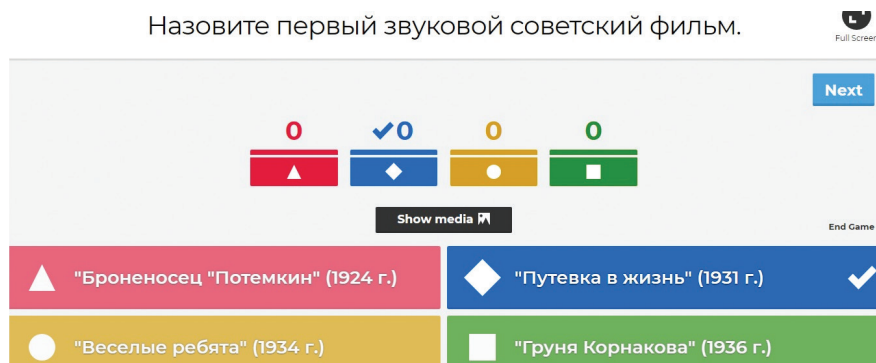 Назовите первый звуковой советский фильм.
Full Screen
Next
0 0 0 0
Show media
End Game
"Броненосец "Потемкин" (1924 г.)
"Путевка в жизнь" (1931 г.)
"Веселые ребята" (1934 г.)
"Груня Корнакова" (1936 г.)